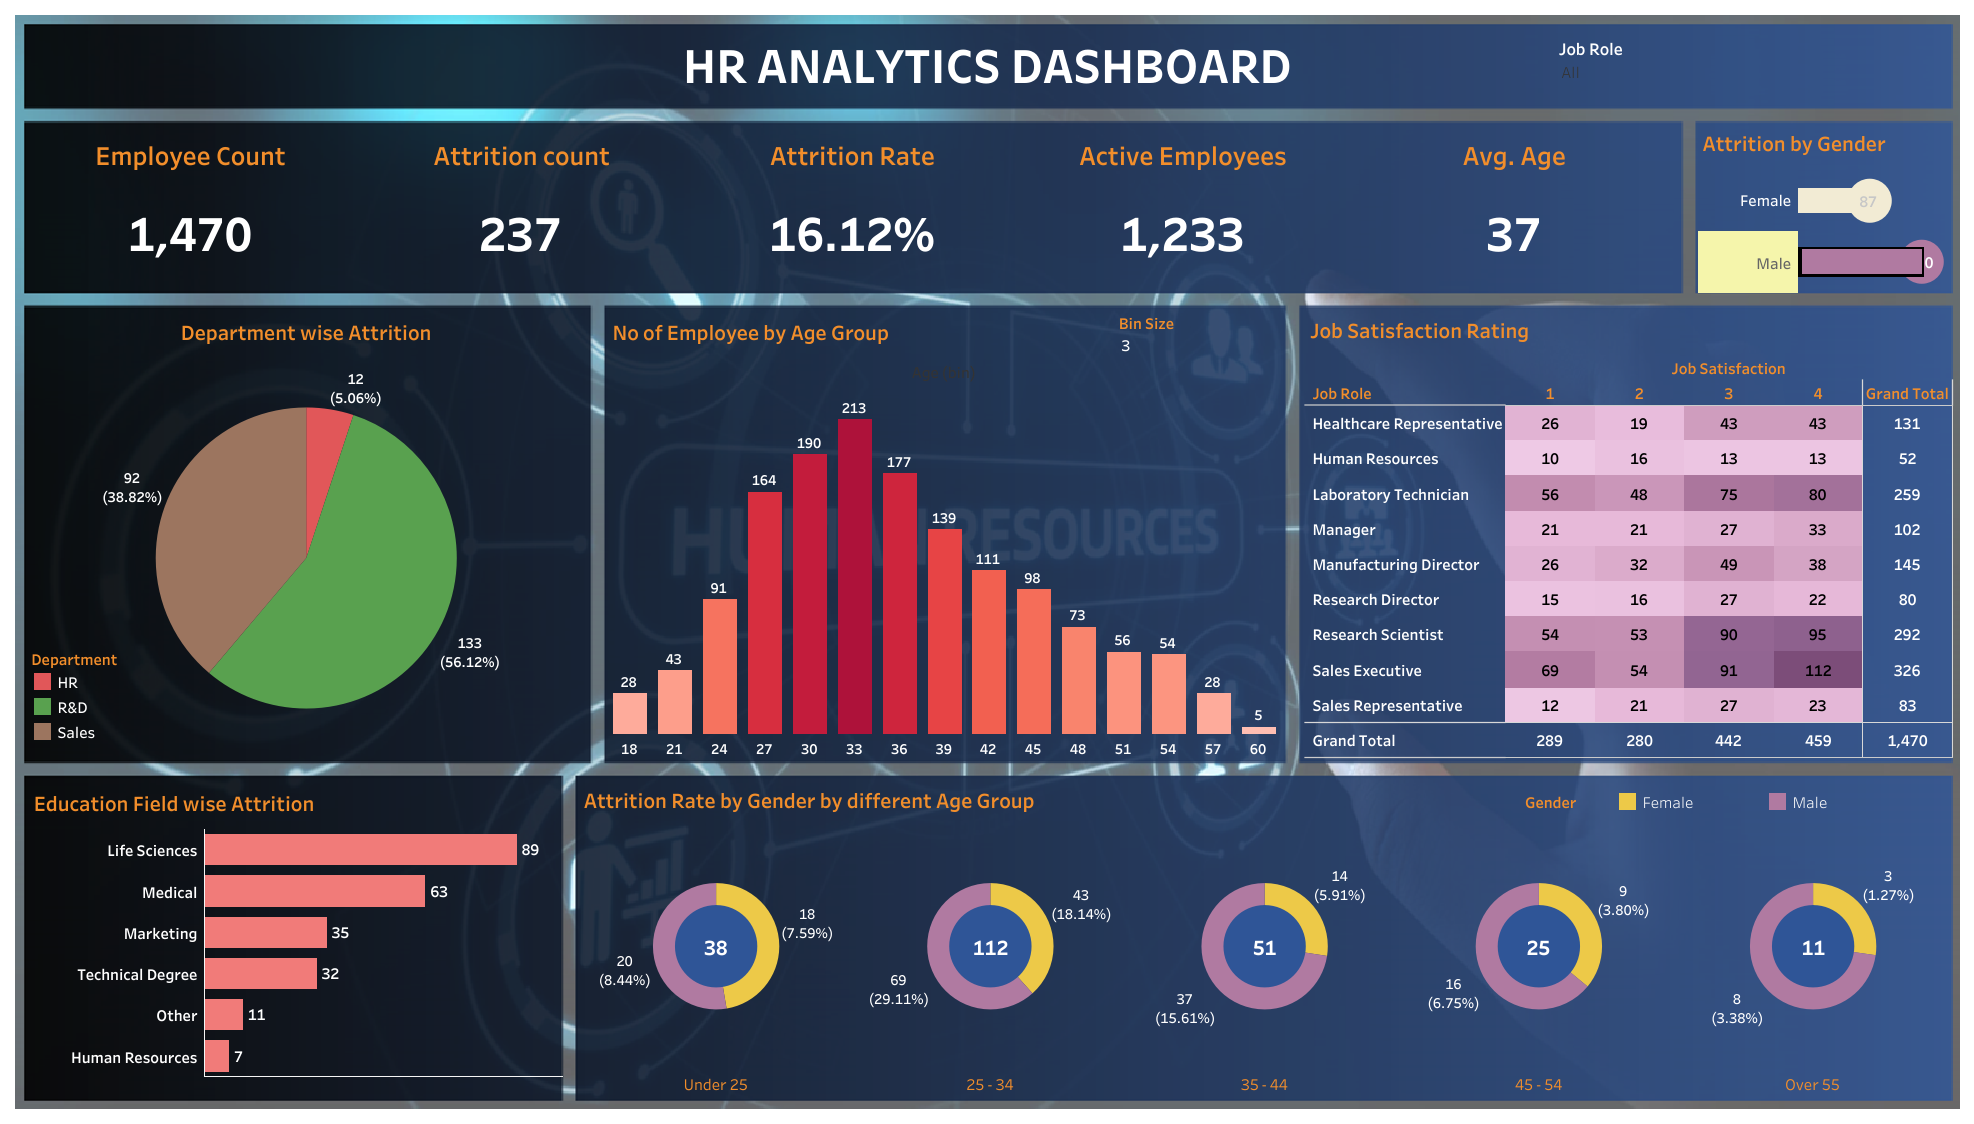 HR ANALYTICS DASHBOARD
Job Role
All
Employee Count
Attrition count
Attrition Rate
Active Employees
Avg. Age
1,470
237
16.12%
1,233
37
Attrition by Gender
Female
87
Male
0
Department wise Attrition
12
(5.06%)
92
(38.82%)
133
(56.12%)
Department
HR
R&D
Sales
No of Employee by Age Group
Bin Size
3
28
43
91
164
190
213
177
139
111
98
73
56
54
28
5
18 21 24 27 30 33 36 39 42 45 48 51 54 57 60
HUMAN RESOURCES
Job Satisfaction Rating
Job Satisfaction
Job Role 1 2 3 4 Grand Total
Healthcare Representative 26 19 43 43 131
Human Resources 10 16 13 13 52
Laboratory Technician 56 48 75 80 259
Manager 21 21 27 33 102
Manufacturing Director 26 32 49 38 145
Research Director 15 16 27 22 80
Research Scientist 54 53 90 95 292
Sales Executive 69 54 91 112 326
Sales Representative 12 21 27 23 83
Grand Total 289 280 442 459 1,470
Education Field wise Attrition
Life Sciences 89
Medical 63
Marketing 35
Technical Degree 32
Other 11
Human Resources 7
Attrition Rate by Gender by different Age Group
Gender Female Male
18
(7.59%)
38
20
(8.44%)
Under 25
43
(18.14%)
112
69
(29.11%)
25 - 34
14
(5.91%)
51
37
(15.61%)
35 - 44
9
(3.80%)
25
16
(6.75%)
45 - 54
3
(1.27%)
11
8
(3.38%)
Over 55